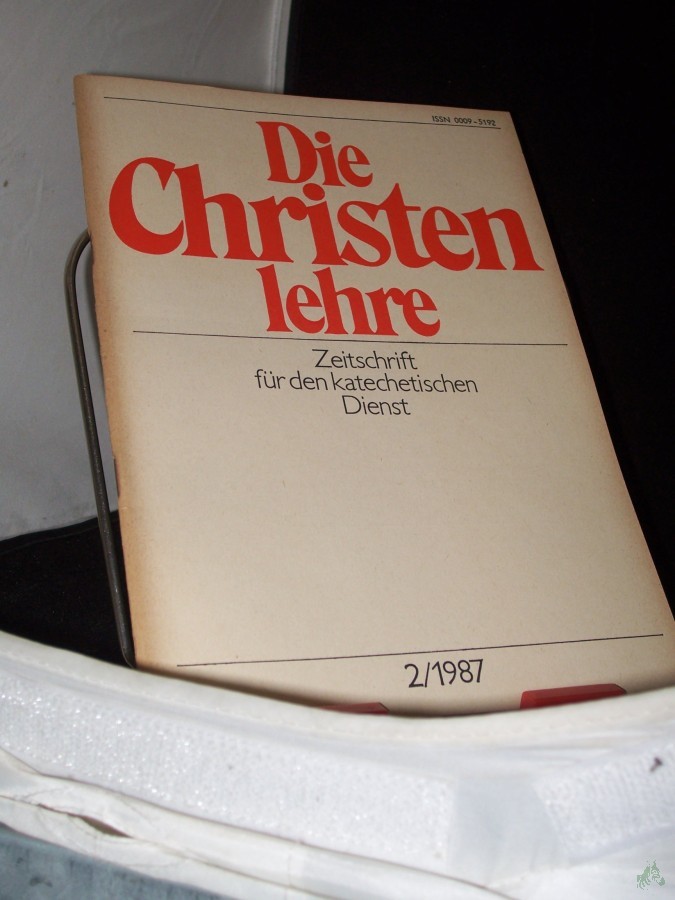 ISSN 0009-5192
Die
Christen
lehre
Zeitschrift
für den katechetischen
Dienst
2/1987